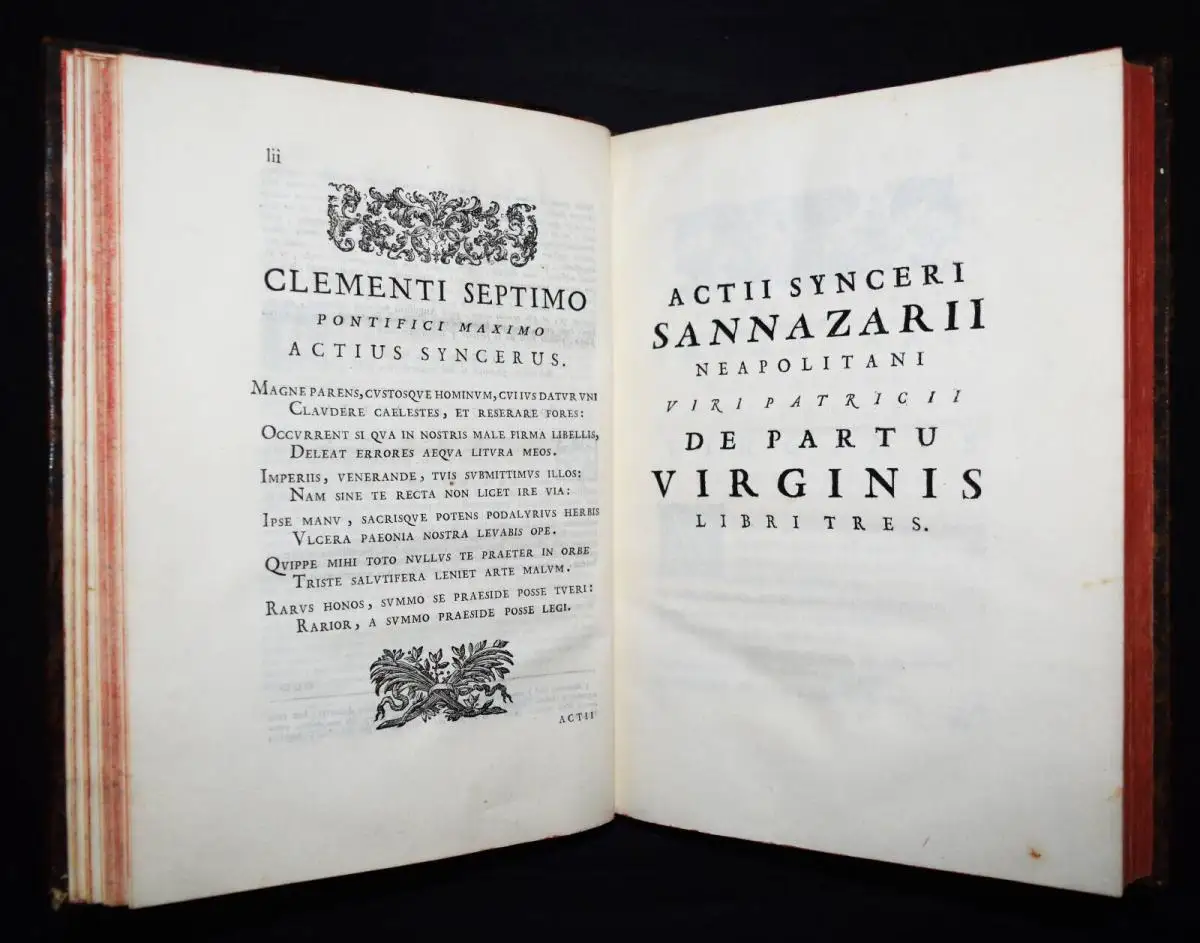 lii
CLEMENTI SEPTIMO
PONTIFICI MAXIMO
ACTIUS SYNCERUS.
MAGNE PARENS, CVSTOSQVE HOMINVM, CVI IVS DATUR VNI
CLAVDERE CAELESTES, ET RESERARE FORES:
OCCVRRENT SI QVA IN NOSTRIS MALE FIRMA LIBELLIS,
DELEAT ERRORES AEQVA LITVRA MEOS.
IMPERIIS, VENERANDE, TVIS SVBMITTIMVS ILLOS:
NAM SINE TE RECTA NON LICET IRE VIA:
IPSE MANV, SACRISQVE POTENS PODALYRIVS HERBIS
VLCERA PAEONIA NOSTRA LEVABIS OPE.
QVIPPE MIHI TOTO NVLLVS TE PRAETER IN ORBE
TRISTE SALVTIFERA LENIET ARTE MALVM.
RARVS HONOS, SVMMO SE PRAESIDE POSSE TVERI:
RARIOR, A SVMMO PRAESIDE POSSE LEGI.
ACTII
ACTII SYNCERI
SANNAZARII
NEAPOLITANI
VIRI PATRICII
DE PARTU
VIRGINIS
LIBRI TRES.